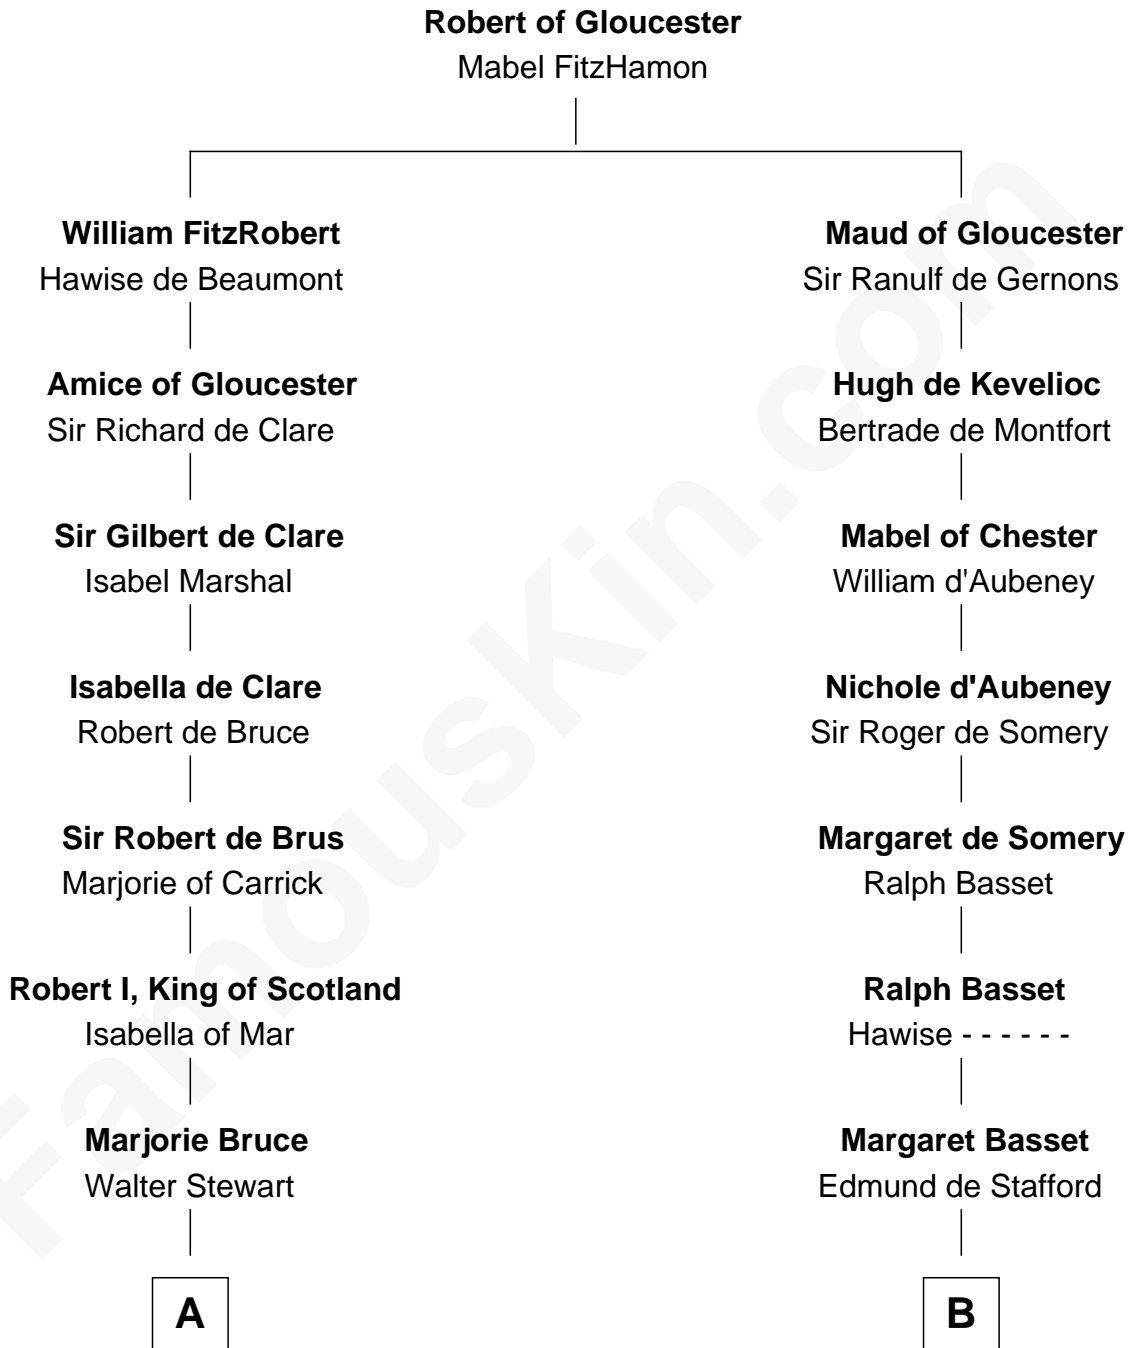 Robert of Gloucester
Mabel FitzHamon
William FitzRobert
Hawise de Beaumont
Maud of Gloucester
Sir Ranulf de Gernons
Amice of Gloucester
Sir Richard de Clare
Hugh de Kevelioc
Bertrade de Montfort
Sir Gilbert de Clare
Isabel Marshal
Mabel of Chester
William d'Aubeney
Isabella de Clare
Robert de Bruce
Nichole d'Aubeney
Sir Roger de Somery
Sir Robert de Brus
Marjorie of Carrick
Margaret de Somery
Ralph Basset
Robert I, King of Scotland
Isabella of Mar
Ralph Basset
Hawise - - - - - -
Marjorie Bruce
Walter Stewart
Margaret Basset
Edmund de Stafford
A
B
FamousKin.com